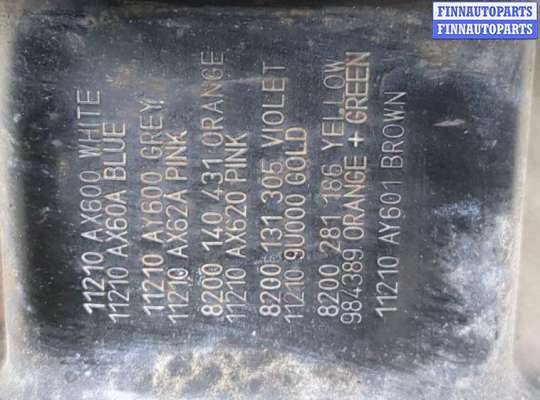 FINNAUTOPARTS
FINNAUTOPARTS
11210 AX600 WHITE
11210 AX60A BLUE
11210 AY600 GREY
11210 AX62A PINK
8200 140 431 ORANGE
11210 AX620 PINK
8200 131 305 VIOLET
11210 9U000 GOLD
8200 281 186 YELLOW
984389 ORANGE + GREEN
11210 AY601 BROWN